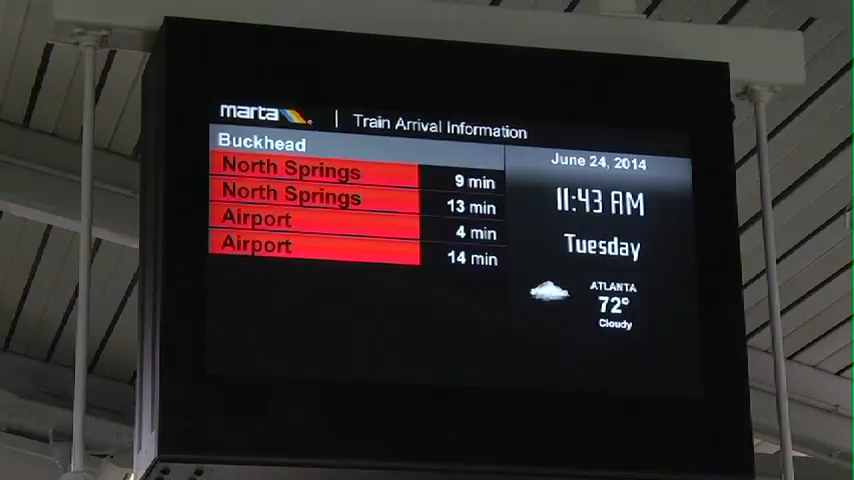 marta | Train Arrival Information
Buckhead
North Springs 9 min
North Springs 13 min
Airport 4 min
Airport 14 min
June 24, 2014
11:43 AM
Tuesday
ATLANTA
72°
Cloudy